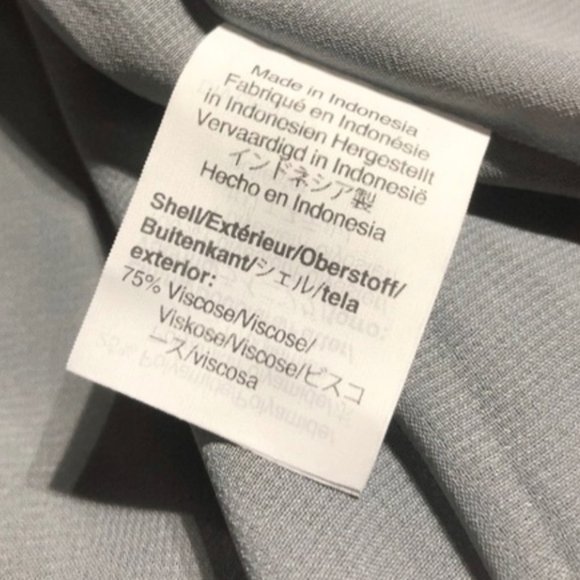 Made in Indonesia
Fabriqué en Indonésie
in Indonesien Hergestellt
Vervaardigd in Indonesië
インドネシア製
Hecho en Indonesia
Shell/Extérieur/Oberstoff/
Buitenkant/シェル/tela
exterior:
75% Viscose/Viscose/
Viskose/Viscose/ビスコ
ース/viscosa